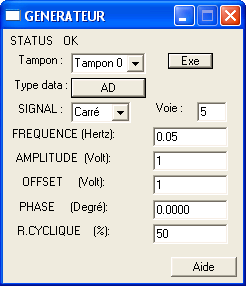 GENERATEUR
STATUS OK
Tampon : Tampon 0 Exe
Type data : AD
SIGNAL : Carré Voie : 5
FREQUENCE (Hertz): 0.05
AMPLITUDE (Volt): 1
OFFSET (Volt): 1
PHASE (Degré): 0.0000
R.CYCLIQUE (%): 50
Aide